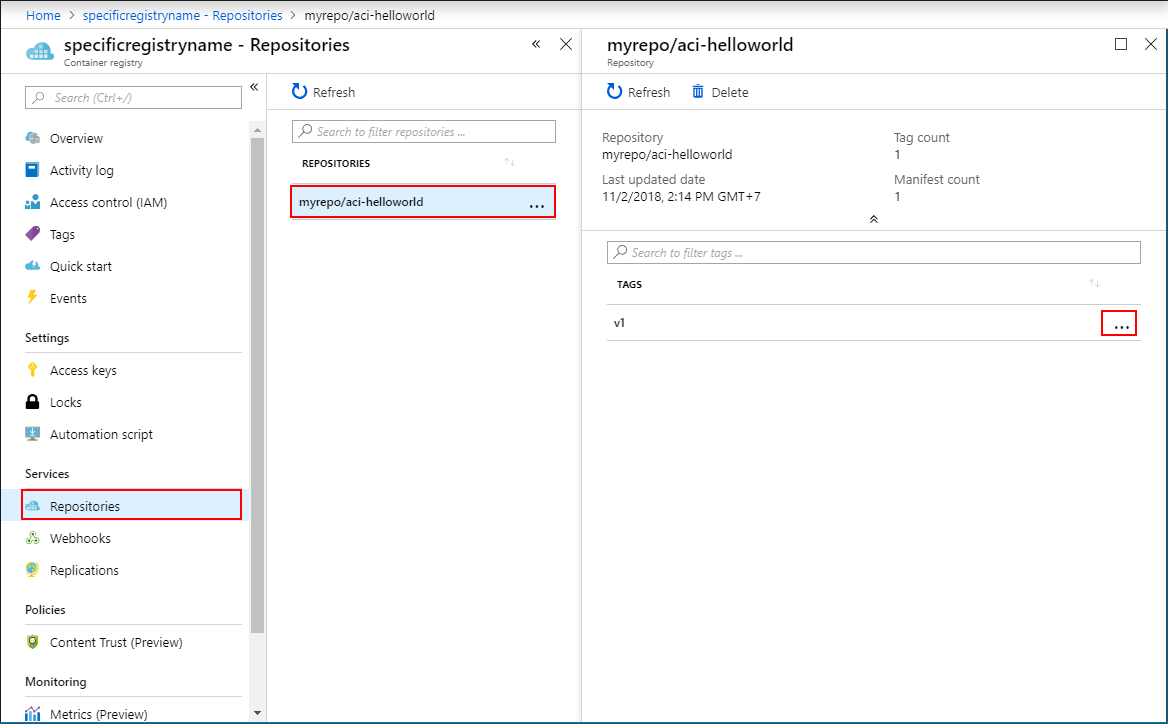 Home > specificregistryname - Repositories > myrepo/aci-helloworld
specificregistryname - Repositories
Container registry
Search (Ctrl+/)
Overview
Activity log
Access control (IAM)
Tags
Quick start
Events
Settings
Access keys
Locks
Automation script
Services
Repositories
Webhooks
Replications
Policies
Content Trust (Preview)
Monitoring
Metrics (Preview)
Refresh
Search to filter repositories ...
REPOSITORIES
myrepo/aci-helloworld ...
myrepo/aci-helloworld
Repository
Refresh Delete
Repository
myrepo/aci-helloworld
Last updated date
11/2/2018, 2:14 PM GMT+7
Tag count
1
Manifest count
1
Search to filter tags ...
TAGS
v1 ...